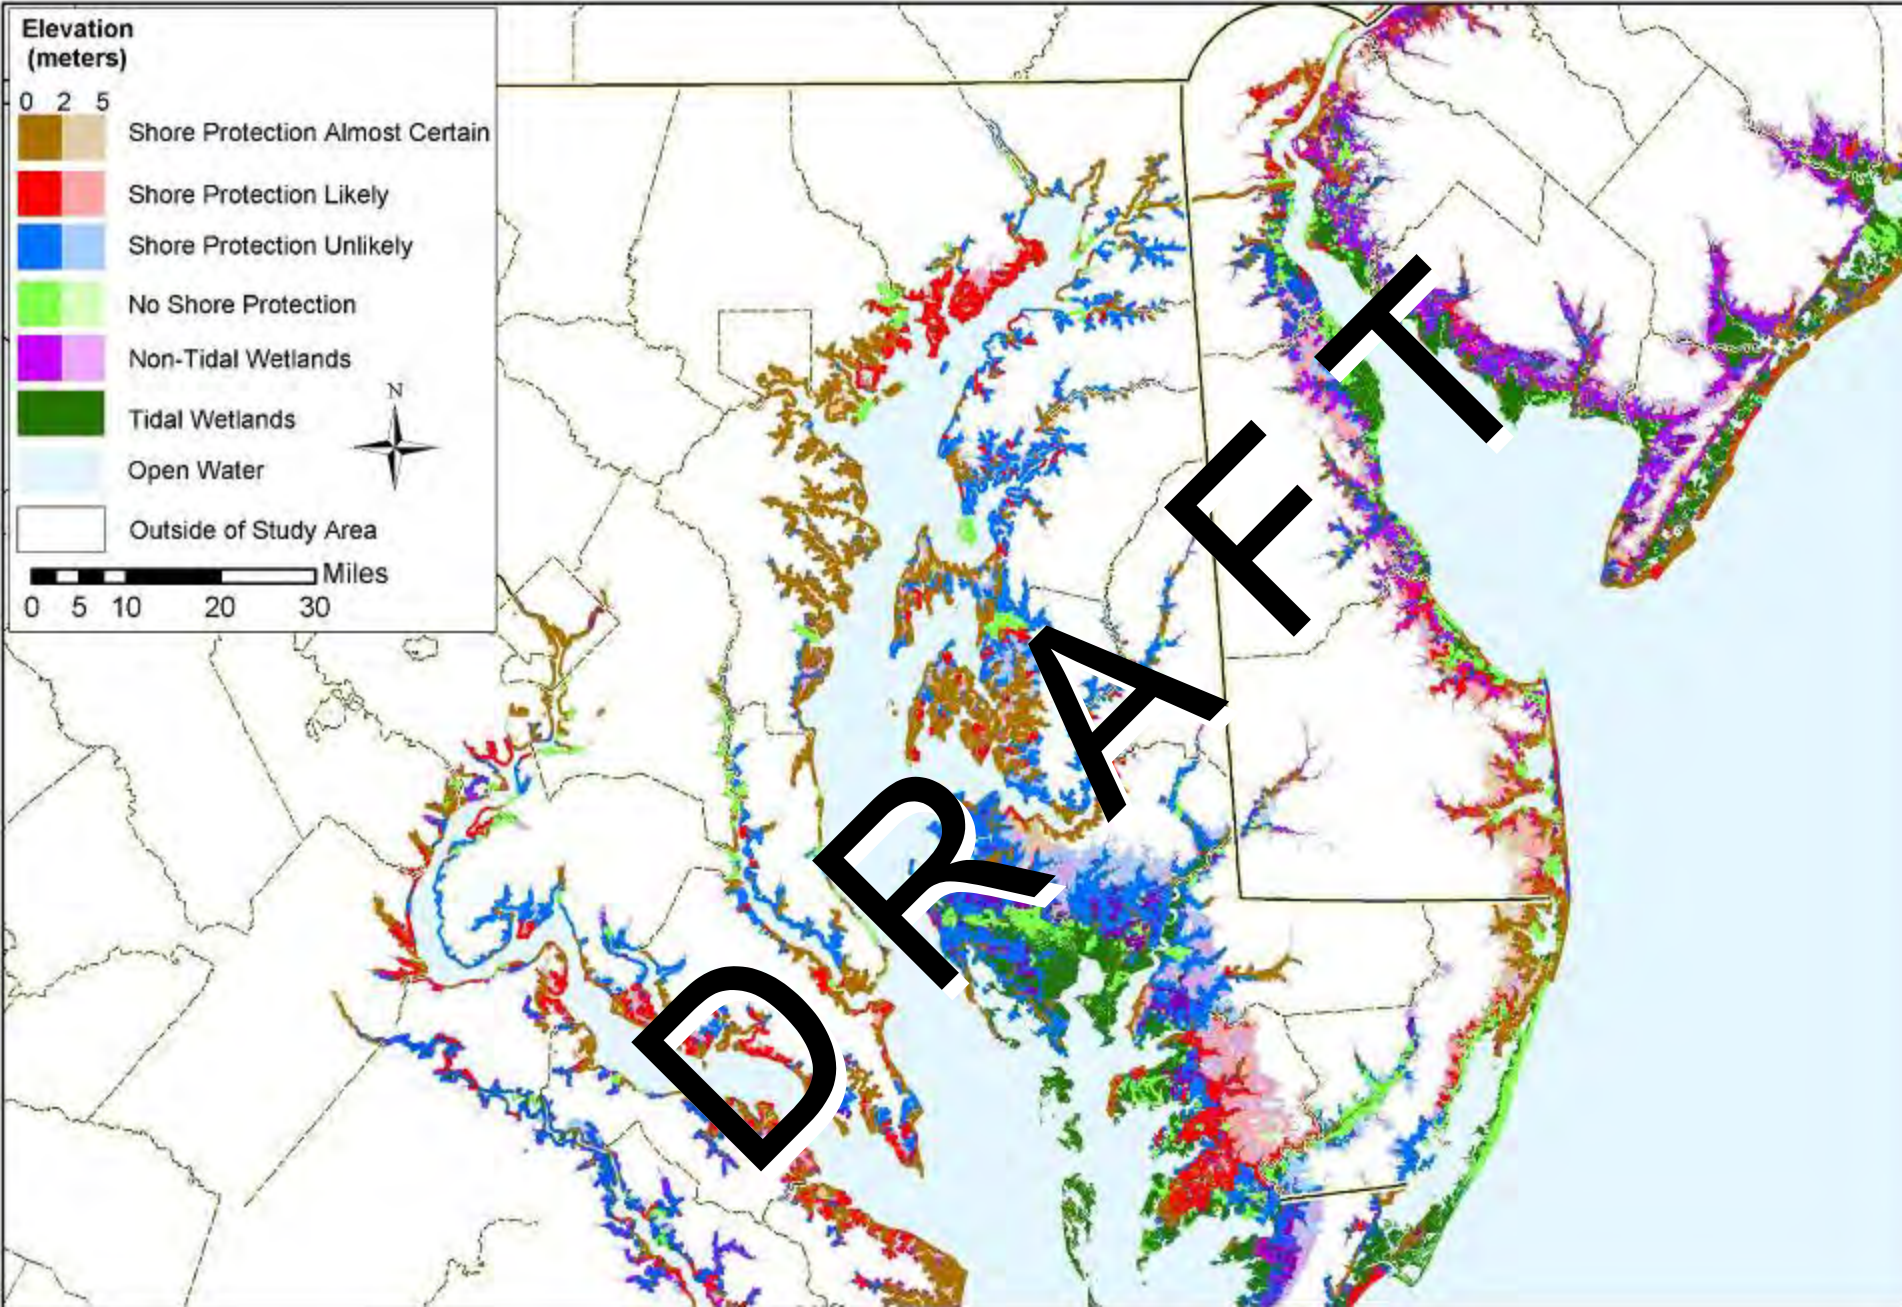 Elevation
(meters)
0 2 5
Shore Protection Almost Certain
Shore Protection Likely
Shore Protection Unlikely
No Shore Protection
Non-Tidal Wetlands
N
Tidal Wetlands
Open Water
Outside of Study Area
Miles
0 5 10 20 30
DRAFT